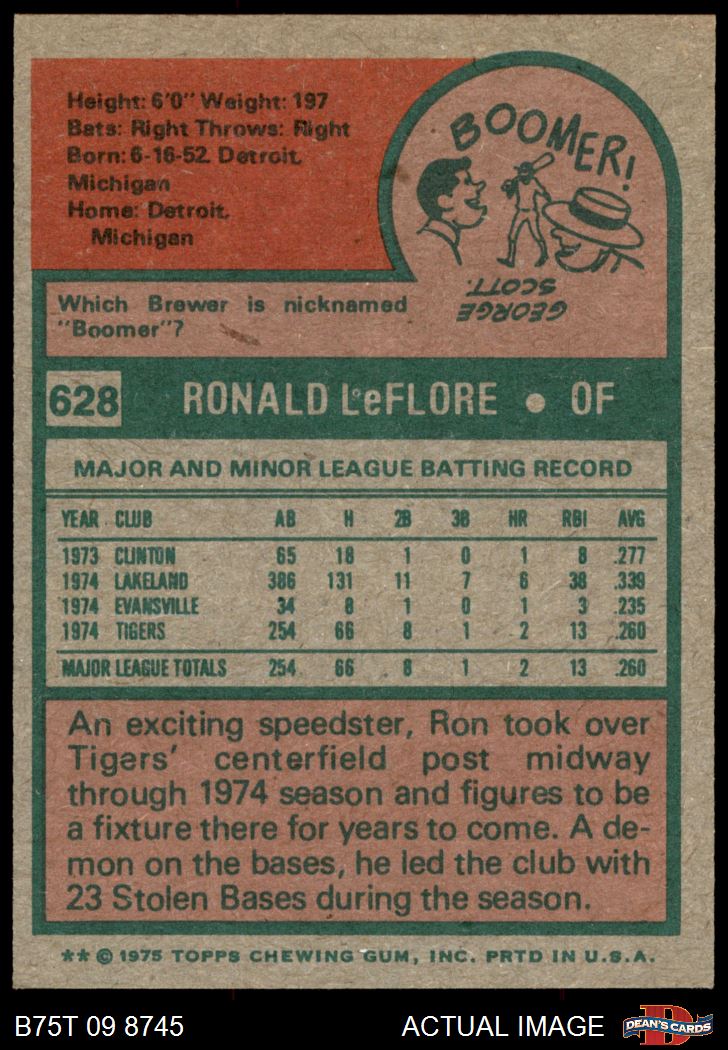 Height: 6'0" Weight: 197
Bats: Right Throws: Right
Born: 6-16-52, Detroit,
Michigan
Home: Detroit,
Michigan
BOOMER!
GEORGE
SCOTT.
Which Brewer is nicknamed
"Boomer"?
628 RONALD LeFLORE • OF
MAJOR AND MINOR LEAGUE BATTING RECORD
YEAR CLUB AB H 2B 3B HR RBI AVG
1973 CLINTON 65 18 1 0 1 8 .277
1974 LAKELAND 386 131 11 7 6 38 .339
1974 EVANSVILLE 34 8 1 0 1 3 .235
1974 TIGERS 254 66 8 1 2 13 .260
MAJOR LEAGUE TOTALS 254 66 8 1 2 13 .260
An exciting speedster, Ron took over
Tigers' centerfield post midway
through 1974 season and figures to be
a fixture there for years to come. A de-
mon on the bases, he led the club with
23 Stolen Bases during the season.
** © 1975 TOPPS CHEWING GUM, INC. PRTD IN U.S.A.
B75T 09 8745 ACTUAL IMAGE DEAN'S CARDS